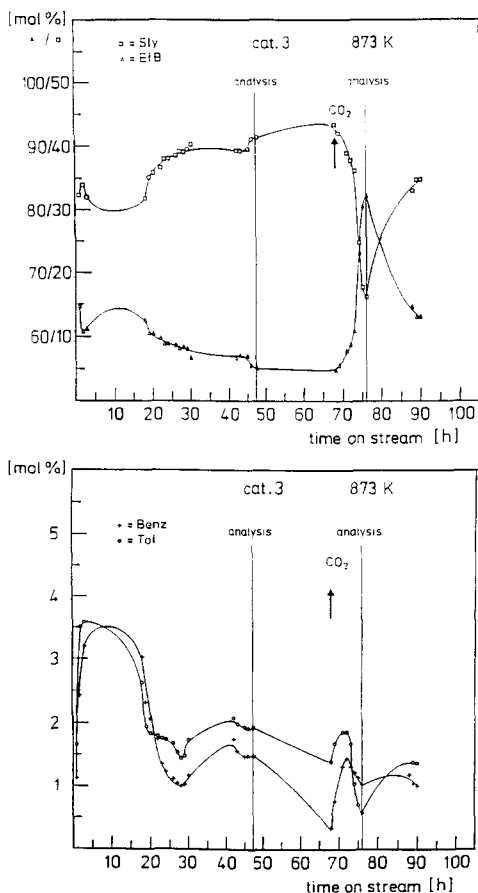 [mol %]
▲ / □
□ = Sty
▲ = EtB
cat. 3 873 K
analysis analysis
CO₂
100/50
90/40
80/30
70/20
60/10
10 20 30 40 50 60 70 80 90 100
time on stream [h]
[mol %]
cat. 3 873 K
+ = Benz
o = Tol
analysis analysis
CO₂
5
4
3
2
1
10 20 30 40 50 60 70 80 90 100
time on stream [h]